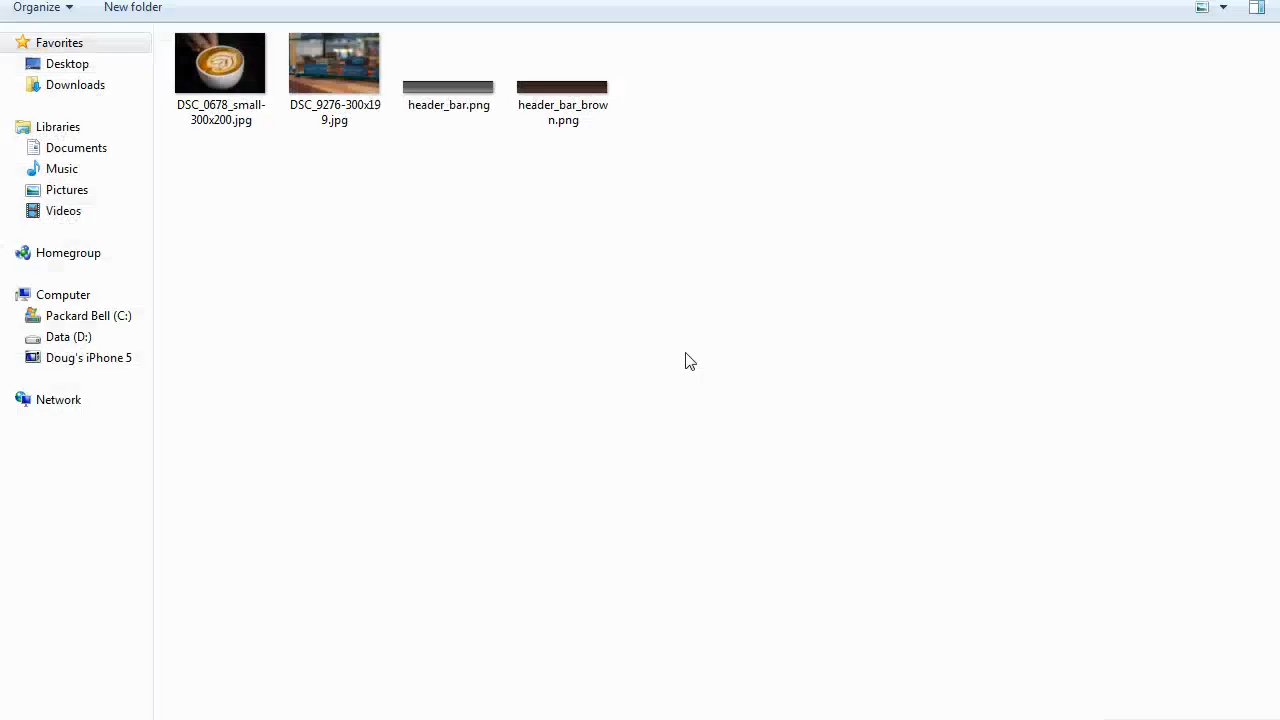 Organize
New folder
Favorites
Desktop
Downloads
Libraries
Documents
Music
Pictures
Videos
Homegroup
Computer
Packard Bell (C:)
Data (D:)
Doug's iPhone 5
Network
DSC_0678_small-
300x200.jpg
DSC_9276-300x19
9.jpg
header_bar.png
header_bar_brow
n.png